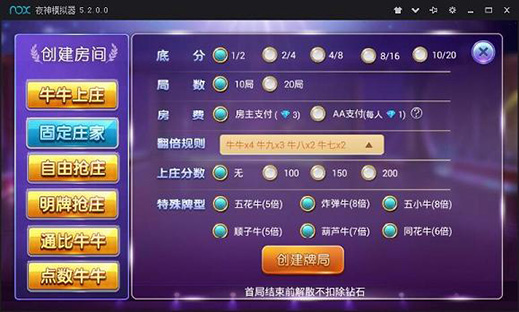 nox 夜神模拟器 5.2.0.0
创建房间
牛牛上庄
固定庄家
自由抢庄
明牌抢庄
通比牛牛
点数牛牛
底 分 1/2 2/4 4/8 8/16 10/20
局 数 10局 20局
房 费 房主支付( 3) AA支付(每人 1) ?
翻倍规则 牛牛x4 牛九x3 牛八x2 牛七x2
上庄分数 无 100 150 200
特殊牌型 五花牛(5倍) 炸弹牛(8倍) 五小牛(8倍)
顺子牛(5倍) 葫芦牛(7倍) 同花牛(6倍)
创建牌局
首局结束前解散不扣除钻石